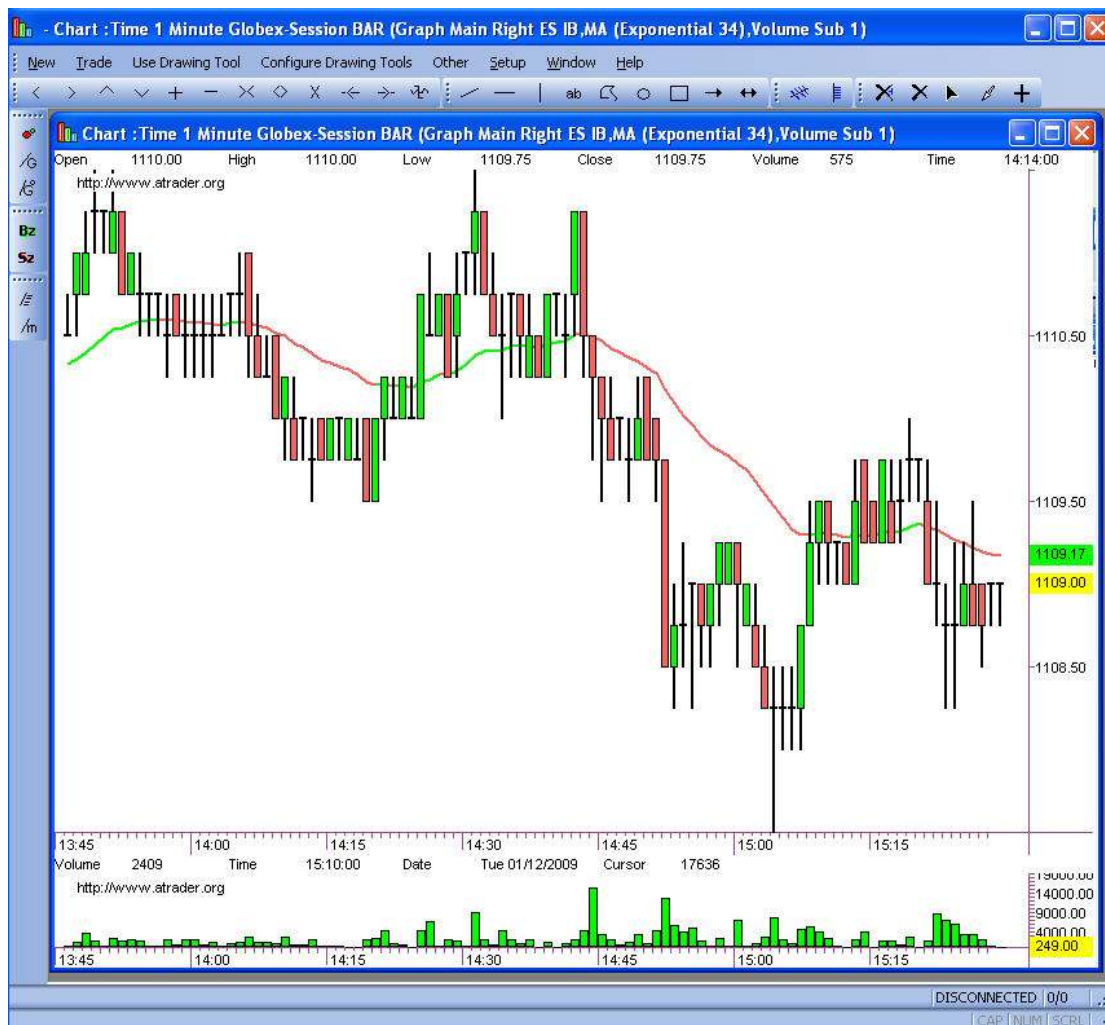 - Chart :Time 1 Minute Globex-Session BAR (Graph Main Right ES IB,MA (Exponential 34),Volume Sub 1)
New Trade Use Drawing Tool Configure Drawing Tools Other Setup Window Help
ab
Chart :Time 1 Minute Globex-Session BAR (Graph Main Right ES IB,MA (Exponential 34),Volume Sub 1)
Open 1110.00 High 1110.00 Low 1109.75 Close 1109.75 Volume 575 Time 14:14:00
http://www.atrader.org
Bz
Sz
/m
1110.50
1109.50
1109.17
1109.00
1108.50
13:45 14:00 14:15 14:30 14:45 15:00 15:15
Volume 2409 Time 15:10:00 Date Tue 01/12/2009 Cursor 17636
http://www.atrader.org
19000.00
14000.00
9000.00
4000.00
249.00
13:45 14:00 14:15 14:30 14:45 15:00 15:15
DISCONNECTED 0/0
CAP NUM SCRL